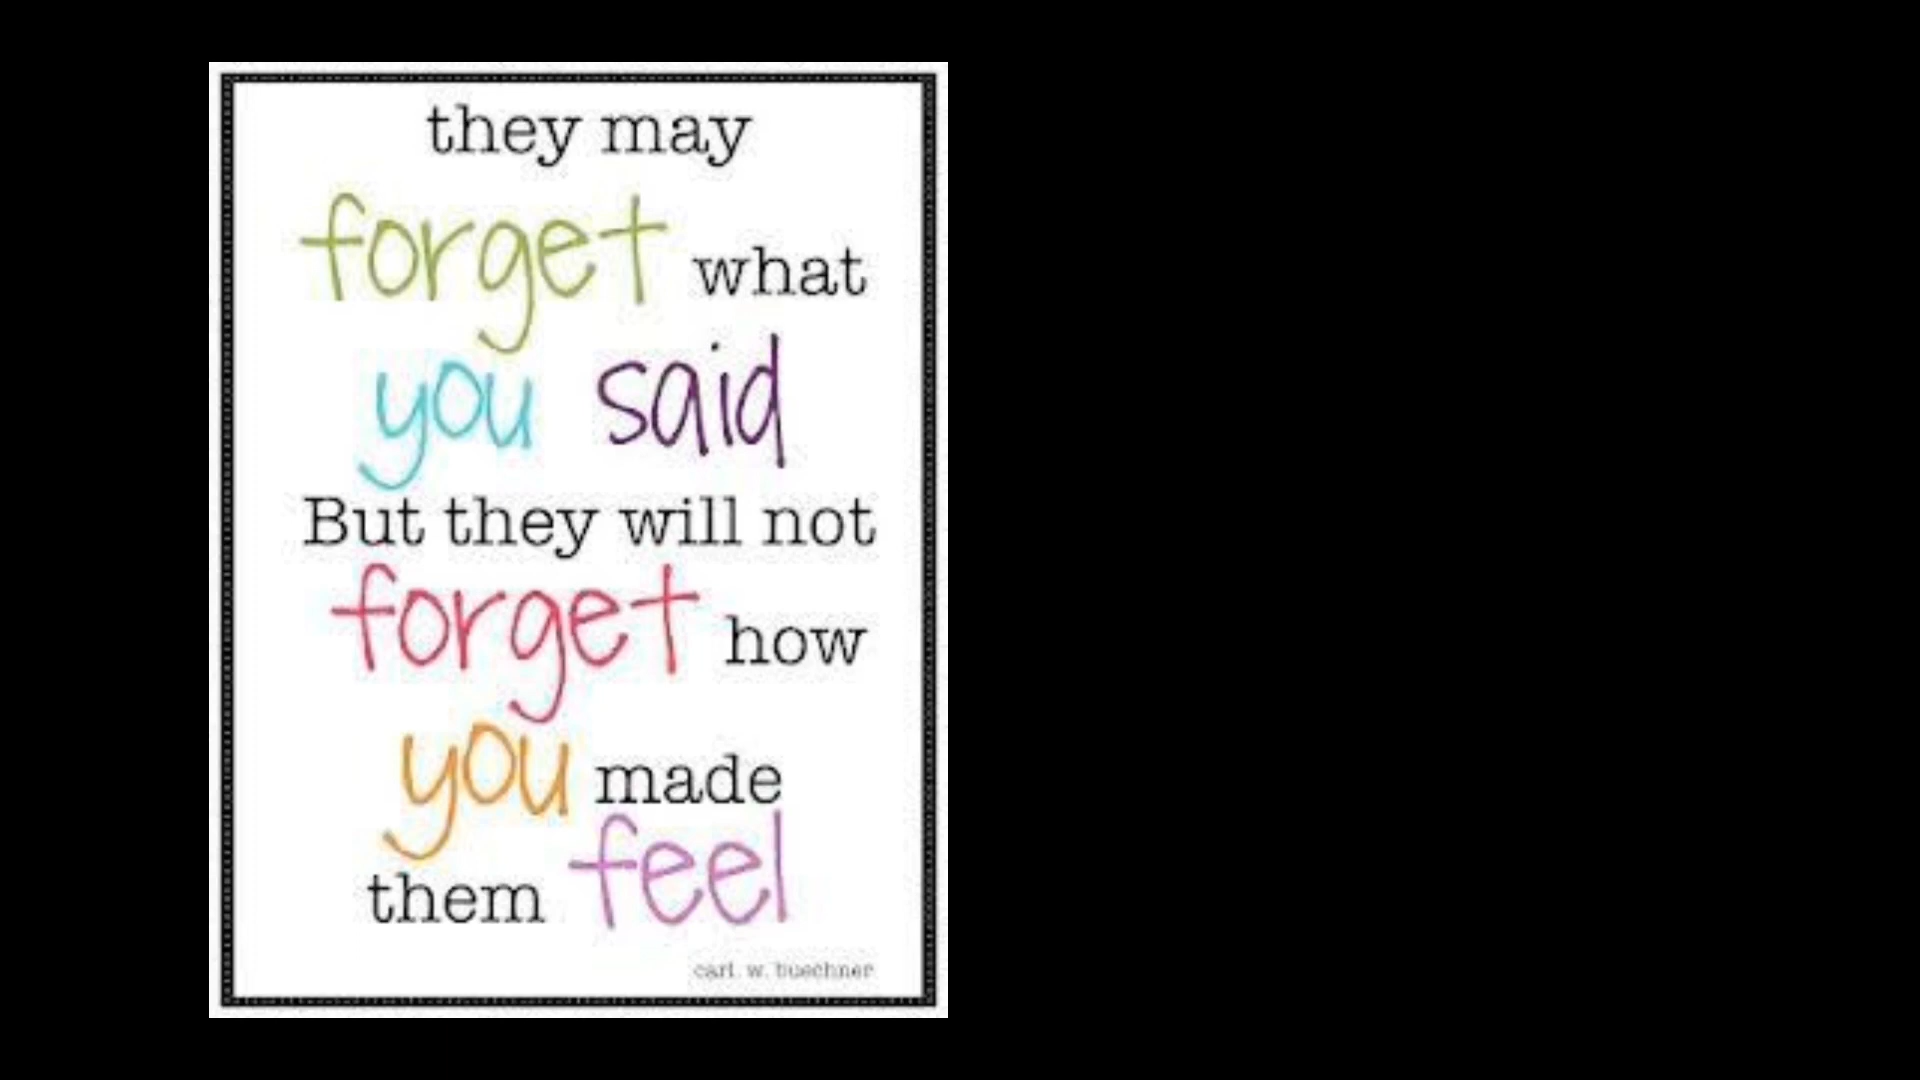 they may
forget what
you said
But they will not
forget how
you made
them feel
carl w. buechner